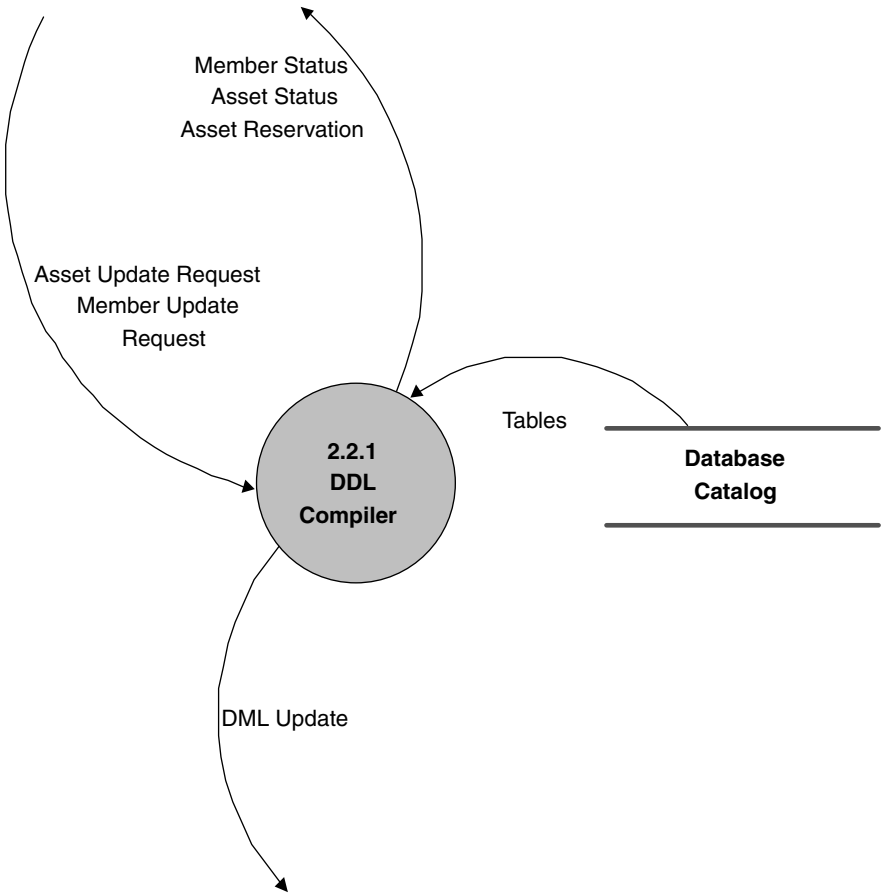 Member Status
Asset Status
Asset Reservation
Asset Update Request
Member Update
Request
Tables
Database
Catalog
2.2.1
DDL
Compiler
DML Update